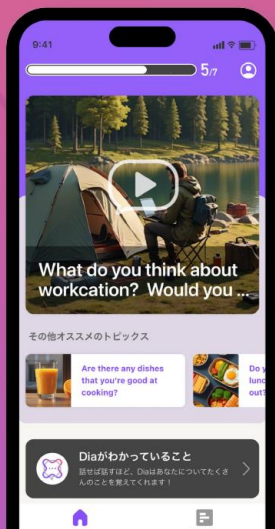 9:41
5/7
What do you think about
workcation? Would you ...
その他オススメのトピックス
Are there any dishes
that you're good at
cooking?
Do y
lunc
out?
Diaがわかっていること
話せば話すほど、Diaはあなたについてたくさ
んのことを覚えてくれます！